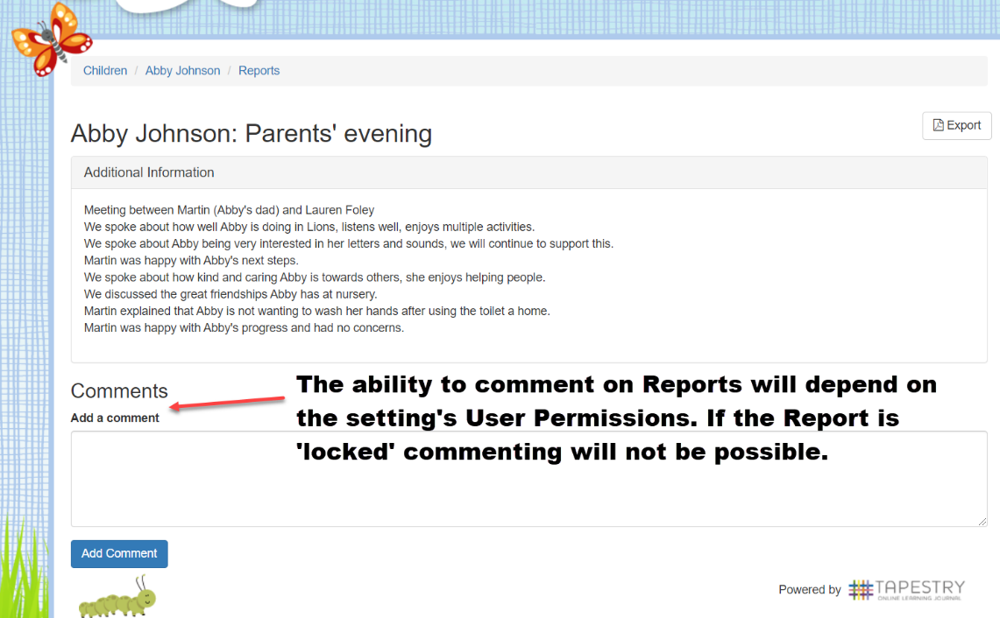 Children / Abby Johnson / Reports
Export
Abby Johnson: Parents' evening
Additional Information
Meeting between Martin (Abby's dad) and Lauren Foley
We spoke about how well Abby is doing in Lions, listens well, enjoys multiple activities.
We spoke about Abby being very interested in her letters and sounds, we will continue to support this.
Martin was happy with Abby's next steps.
We spoke about how kind and caring Abby is towards others, she enjoys helping people.
We discussed the great friendships Abby has at nursery.
Martin explained that Abby is not wanting to wash her hands after using the toilet a home.
Martin was happy with Abby's progress and had no concerns.
Comments
Add a comment
The ability to comment on Reports will depend on
the setting's User Permissions. If the Report is
'locked' commenting will not be possible.
Add Comment
Powered by TAPESTRY
ONLINE LEARNING JOURNAL